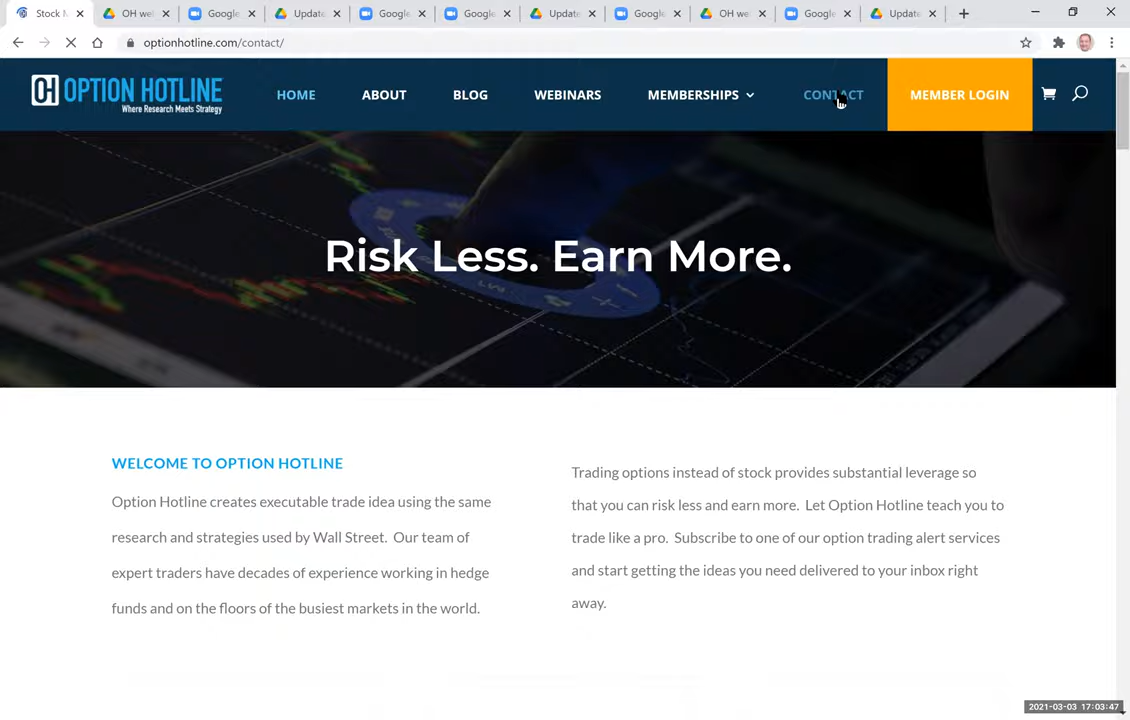 Stock M
OH wel
Google
Update
Google
Google
Update
Google
OH we
Google
Update
optionhotline.com/contact/
OH OPTION HOTLINE
Where Research Meets Strategy
HOME
ABOUT
BLOG
WEBINARS
MEMBERSHIPS
CONTACT
MEMBER LOGIN
Risk Less. Earn More.
WELCOME TO OPTION HOTLINE
Option Hotline creates executable trade idea using the same
research and strategies used by Wall Street. Our team of
expert traders have decades of experience working in hedge
funds and on the floors of the busiest markets in the world.
Trading options instead of stock provides substantial leverage so
that you can risk less and earn more. Let Option Hotline teach you to
trade like a pro. Subscribe to one of our option trading alert services
and start getting the ideas you need delivered to your inbox right
away.
2021-03-03 17:03:47